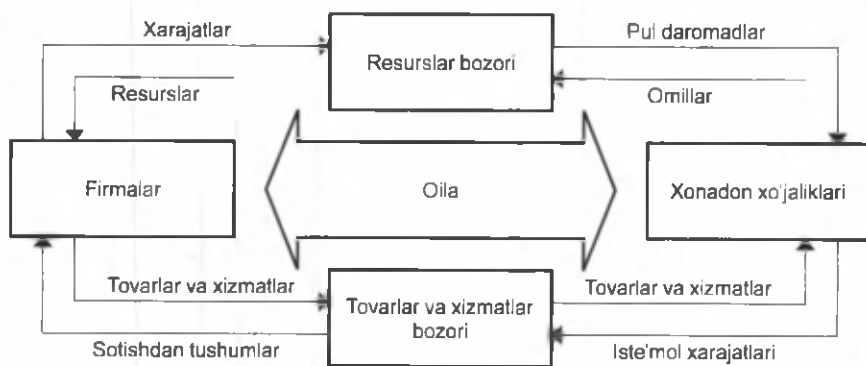 Xarajatlar
Pul daromadlar
Resurslar bozori
Resurslar
Omillar
Firmalar
Oila
Xonadon xo'jaliklari
Tovarlar va xizmatlar
Tovarlar va xizmatlar
bozori
Tovarlar va xizmatlar
Sotishdan tushumlar
Iste'mol xarajatlari